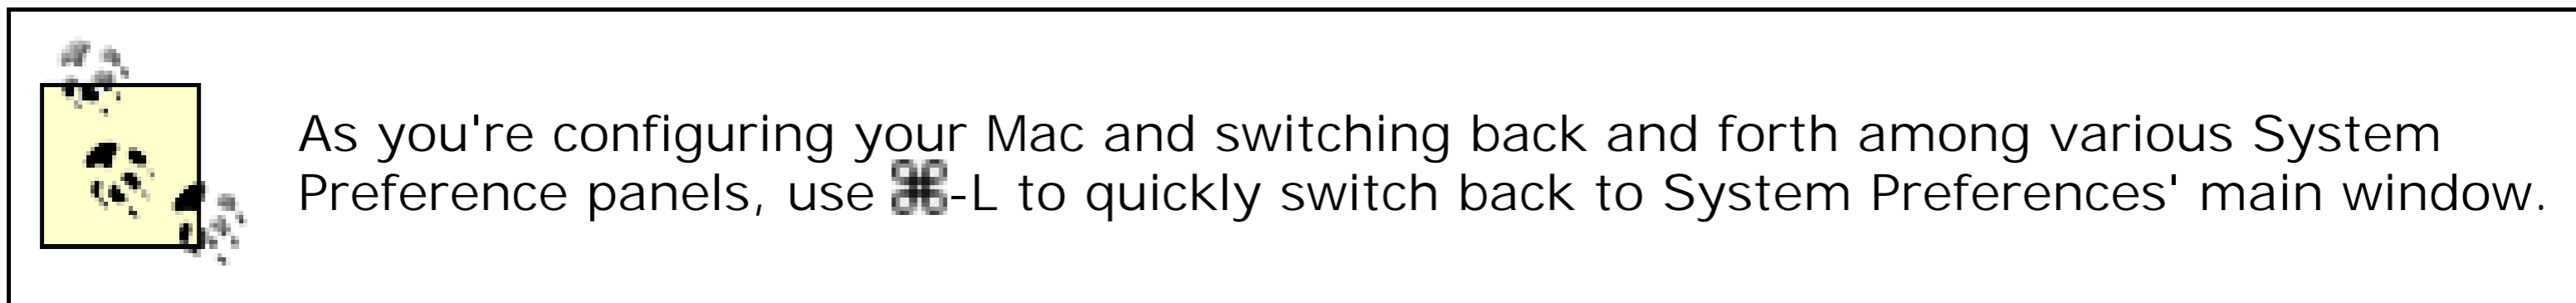 As you're configuring your Mac and switching back and forth among various System
Preference panels, use ⌘-L to quickly switch back to System Preferences' main window.